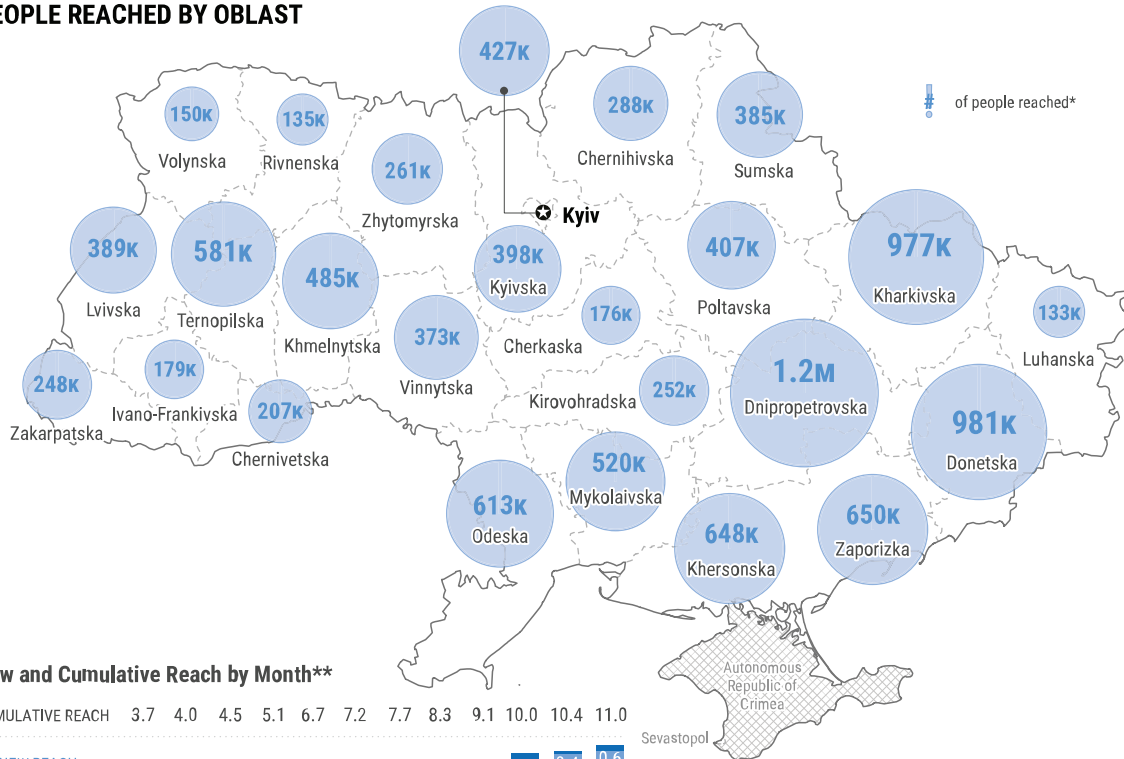 EOPLE REACHED BY OBLAST
427K
# of people reached*
150K
Volynska
135K
Rivnenska
261K
Zhytomyrska
288K
Chernihivska
385K
Sumska
Kyiv
389K
Lvivska
581K
Ternopilska
485K
Khmelnytska
398K
Kyivska
407K
Poltavska
977K
Kharkivska
373K
Vinnytska
176K
Cherkaska
133K
Luhanska
248K
Zakarpatska
179K
Ivano-Frankivska
207K
Chernivetska
252K
Kirovohradska
1.2M
Dnipropetrovska
981K
Donetska
613K
Odeska
520K
Mykolaivska
648K
Khersonska
650K
Zaporizka
Autonomous
Republic of
Crimea
Sevastopol
w and Cumulative Reach by Month**
MULATIVE REACH 3.7 4.0 4.5 5.1 6.7 7.2 7.7 8.3 9.1 10.0 10.4 11.0
0.6